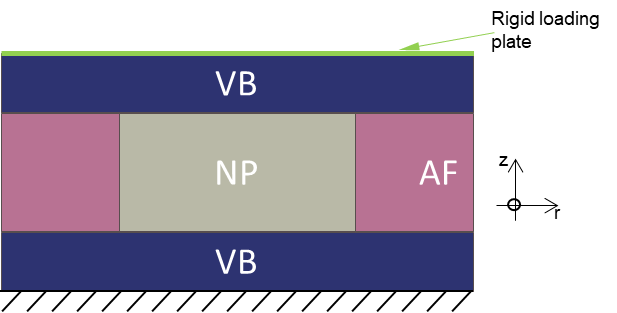 Rigid loading
plate
VB
NP
AF
z
r
VB